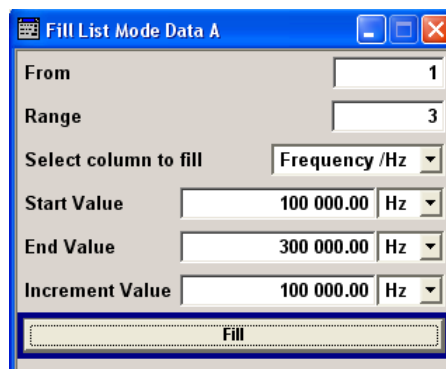 Fill List Mode Data A
From 1
Range 3
Select column to fill Frequency /Hz
Start Value 100 000.00 Hz
End Value 300 000.00 Hz
Increment Value 100 000.00 Hz
Fill